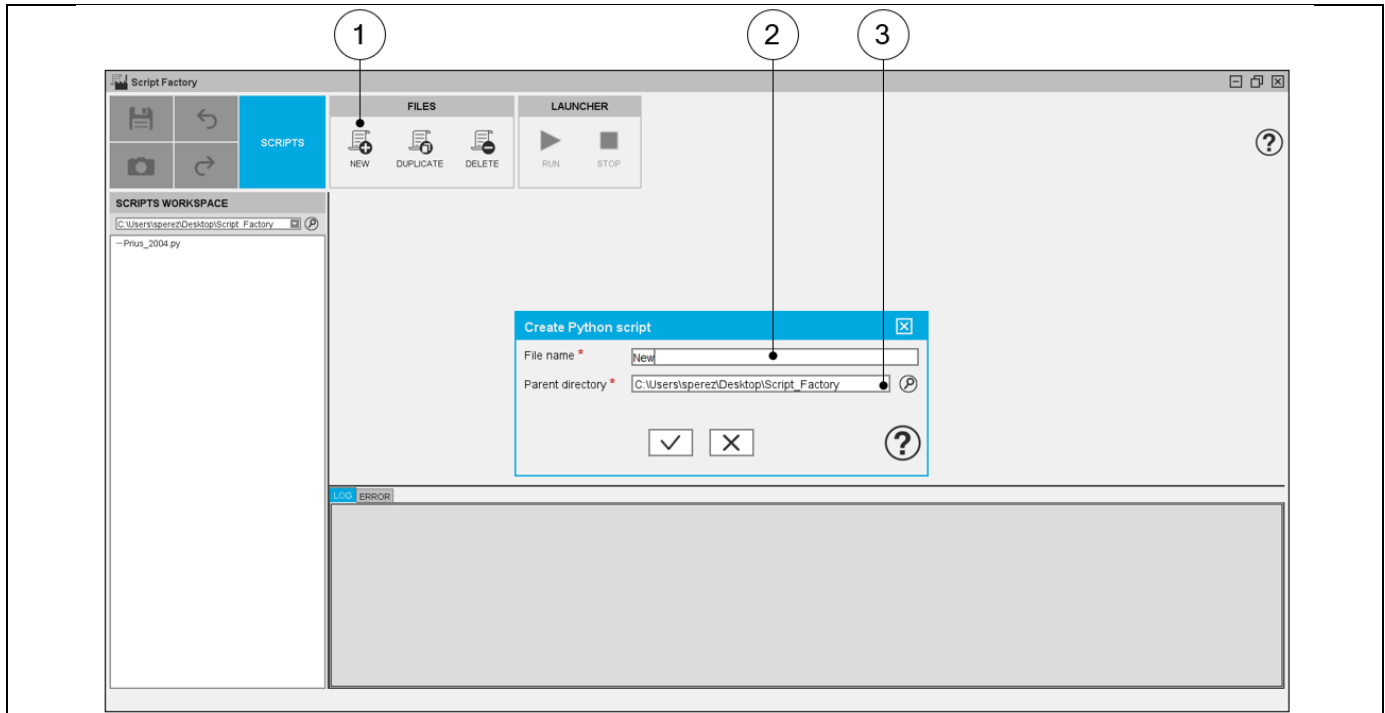 1
2
3
Script Factory
FILES
LAUNCHER
SCRIPTS
NEW
DUPLICATE
DELETE
RUN
STOP
?
SCRIPTS WORKSPACE
C:\Users\sperez\Desktop\Script_Factory
Prius_2004.py
Create Python script
File name *
New
Parent directory *
C:\Users\sperez\Desktop\Script_Factory
?
LOG
ERROR